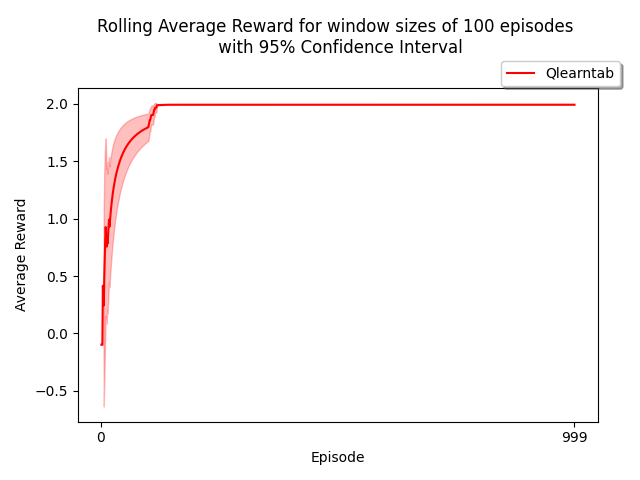 Rolling Average Reward for window sizes of 100 episodes
with 95% Confidence Interval
Qlearntab
2.0
1.5
1.0
0.5
0.0
−0.5
Average Reward
0
999
Episode